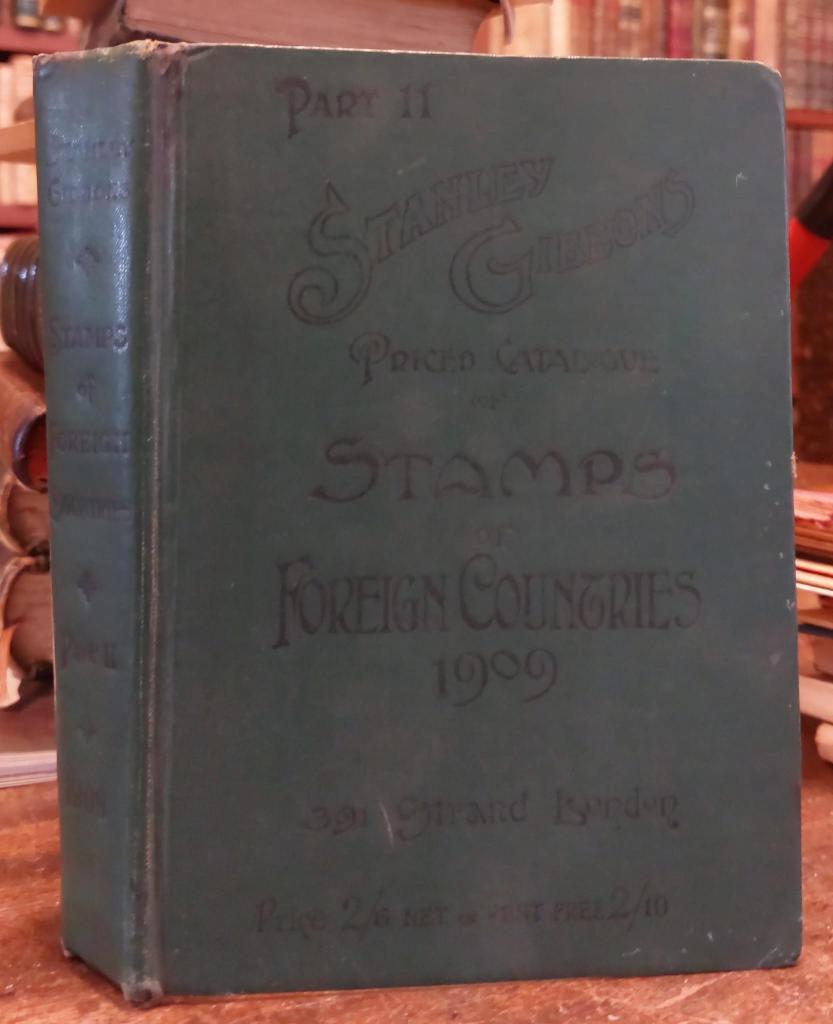 PART 11
STANLEY
GIBBONS
PRICED CATALOGUE
OF
STAMPS
OF
FOREIGN COUNTRIES
1909
391 Strand London
PRICE 2/6 NET OR POST FREE 2/10
STANLEY
GIBBONS
STAMPS
of
FOREIGN
COUNTRIES
PART II
1909